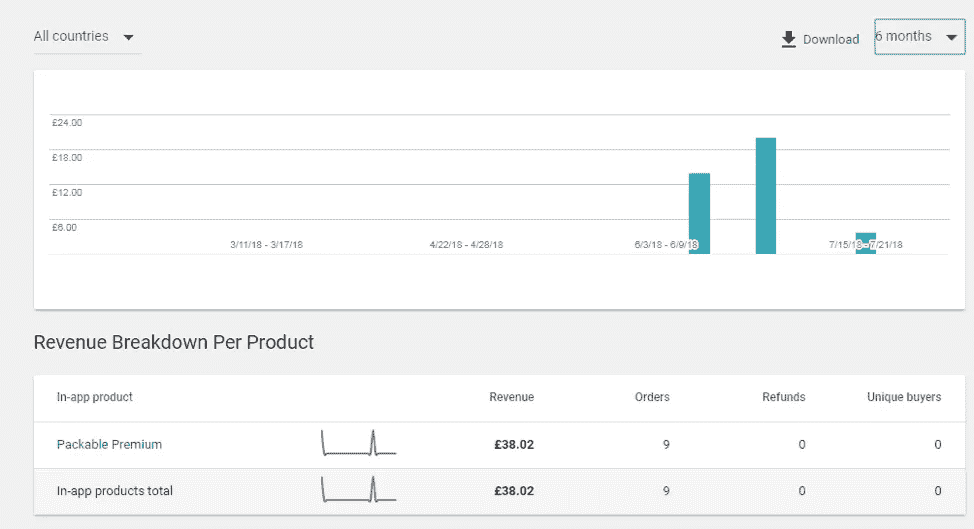 All countries Download 6 months
£24.00
£18.00
£12.00
£6.00
3/11/18 - 3/17/18 4/22/18 - 4/28/18 6/3/18 - 6/9/18 7/15/18 - 7/21/18
Revenue Breakdown Per Product
In-app product Revenue Orders Refunds Unique buyers
Packable Premium £38.02 9 0 0
In-app products total £38.02 9 0 0